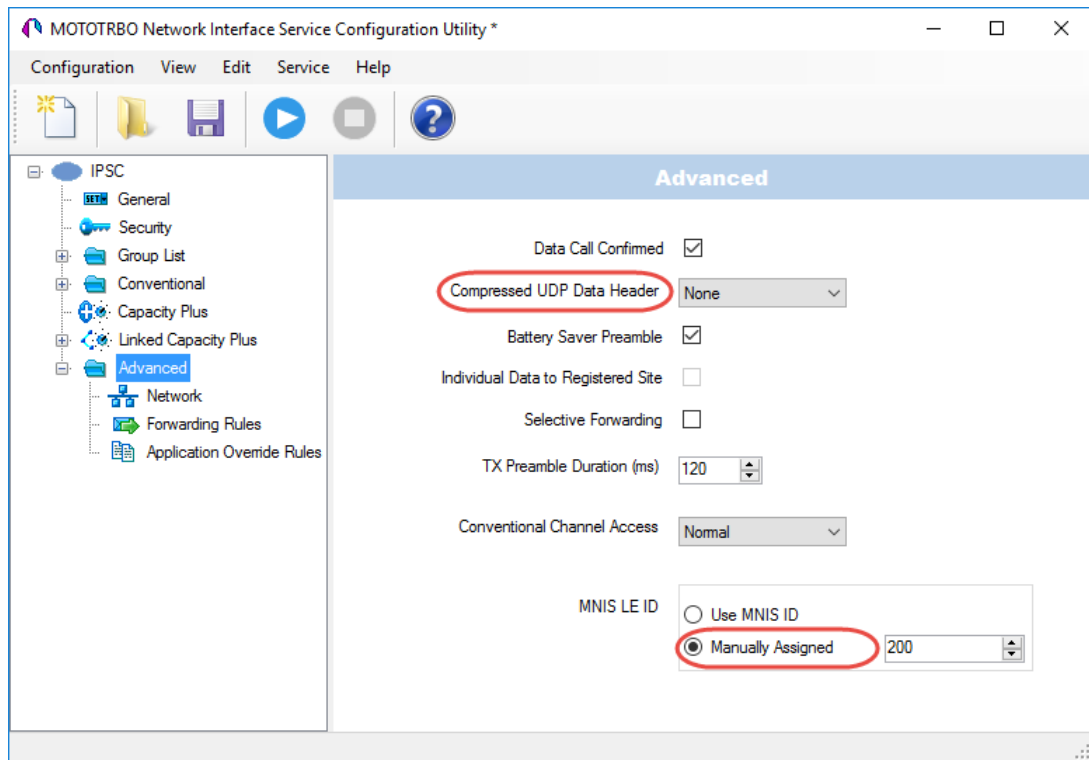 MOTOTRBO Network Interface Service Configuration Utility *
Configuration View Edit Service Help
IPSC
SET
General
Security
Group List
Conventional
Capacity Plus
Linked Capacity Plus
Advanced
Network
Forwarding Rules
Application Override Rules
Advanced
Data Call Confirmed
Compressed UDP Data Header None
Battery Saver Preamble
Individual Data to Registered Site
Selective Forwarding
TX Preamble Duration (ms) 120
Conventional Channel Access Normal
MNIS LE ID
Use MNIS ID
Manually Assigned 200